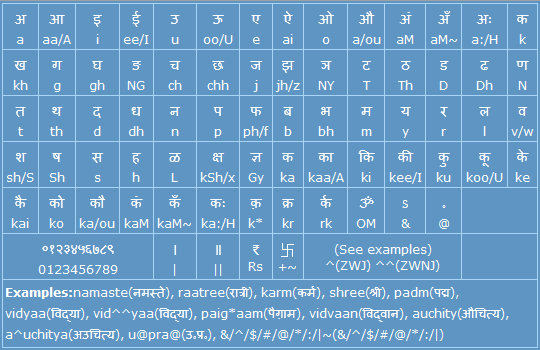 अ आ इ ई उ ऊ ए ऐ ओ औ अं अँ अः क
a aa/A i ee/I u oo/U e ai o a/ou aM aM~ a:/H k
ख ग घ ङ च छ ज झ ञ ट ठ ड ढ ण
kh g gh NG ch chh j jh/z NY T Th D Dh N
त थ द ध न प फ ब भ म य र ल व
t th d dh n p ph/f b bh m y r l v/w
श ष स ह ळ क्ष ज्ञ क का कि की कु कू के
sh/S Sh s h L kSh/x Gy ka kaa/A ki kee/I ku koo/U ke
कै को कौ कं कँ कः क़ क्र र्क ॐ ऽ ॰
kai ko ka/ou kaM kaM~ ka:/H k* kr rk OM & @
०१२३४५६७८९ । ॥ ₹ 卐 (See examples)
0123456789 | || Rs +~ ^(ZWJ) ^^(ZWNJ)
Examples:namaste(नमस्ते), raatree(रात्री), karm(कर्म), shree(श्री), padm(पद्म),
vidyaa(विद्या), vid^^yaa(विद्‌या), paig*aam(पैग़ाम), vidvaan(विद्वान), auchity(औचित्य),
a^uchitya(अउचित्य), u@pra@(उ॰प्र॰), &/^/$/#/@/*/:/|~(&/^/$/#/@/*/:/|)